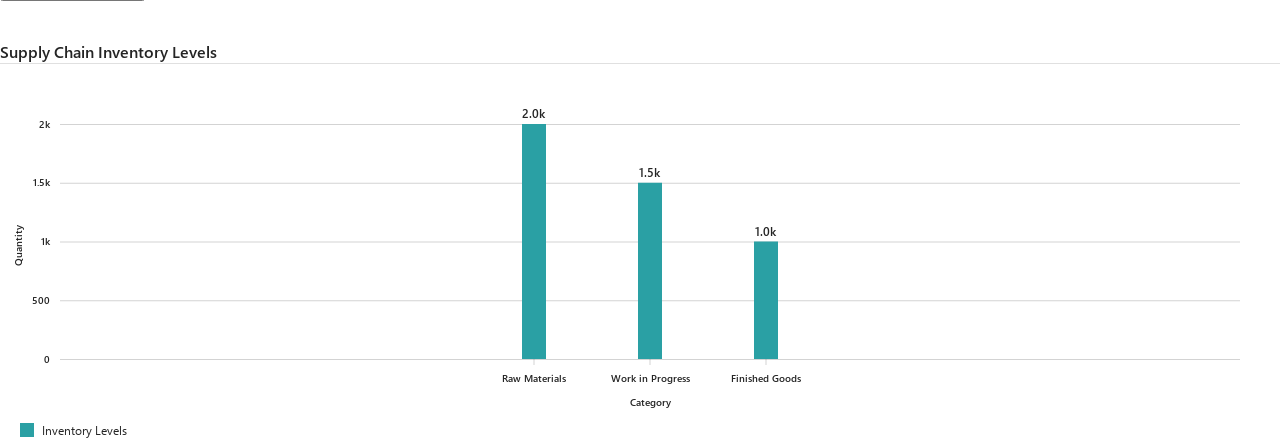 Supply Chain Inventory Levels
2.0k
2k
1.5k
1.5k
1.0k
1k
Quantity
500
0
Raw Materials Work in Progress Finished Goods
Category
Inventory Levels